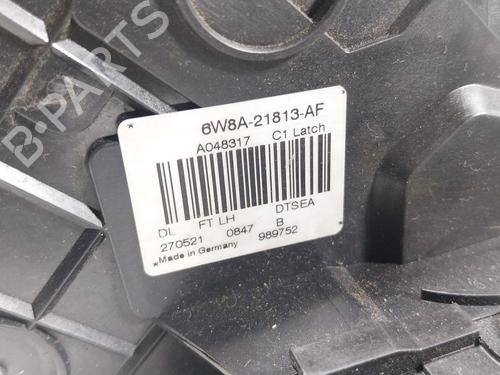 6W8A-21813-AF
A048317 C1 Latch
DL FT LH DTSEA
270521 0847 B
989752
*Made in Germany
B-PARTS